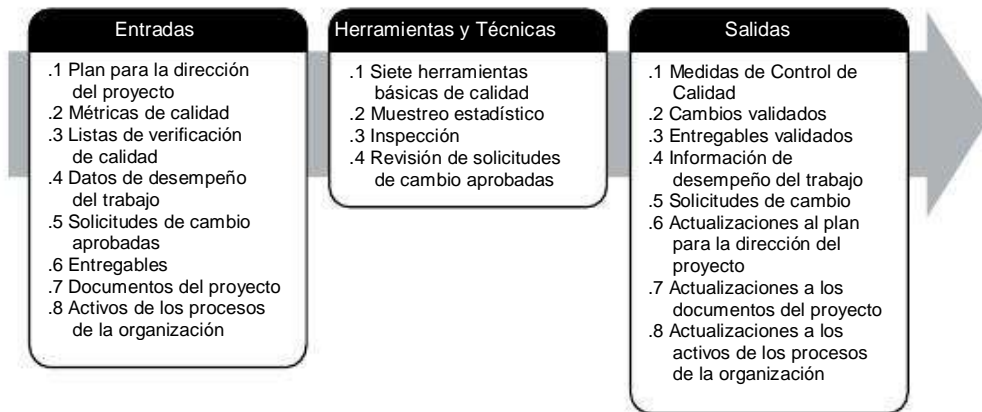 Entradas
.1 Plan para la dirección
del proyecto
.2 Métricas de calidad
.3 Listas de verificación
de calidad
.4 Datos de desempeño
del trabajo
.5 Solicitudes de cambio
aprobadas
.6 Entregables
.7 Documentos del proyecto
.8 Activos de los procesos
de la organización
Herramientas y Técnicas
.1 Siete herramientas
básicas de calidad
.2 Muestreo estadístico
.3 Inspección
.4 Revisión de solicitudes
de cambio aprobadas
Salidas
.1 Medidas de Control de
Calidad
.2 Cambios validados
.3 Entregables validados
.4 Información de
desempeño del trabajo
.5 Solicitudes de cambio
.6 Actualizaciones al plan
para la dirección del
proyecto
.7 Actualizaciones a los
documentos del proyecto
.8 Actualizaciones a los
activos de los procesos
de la organización